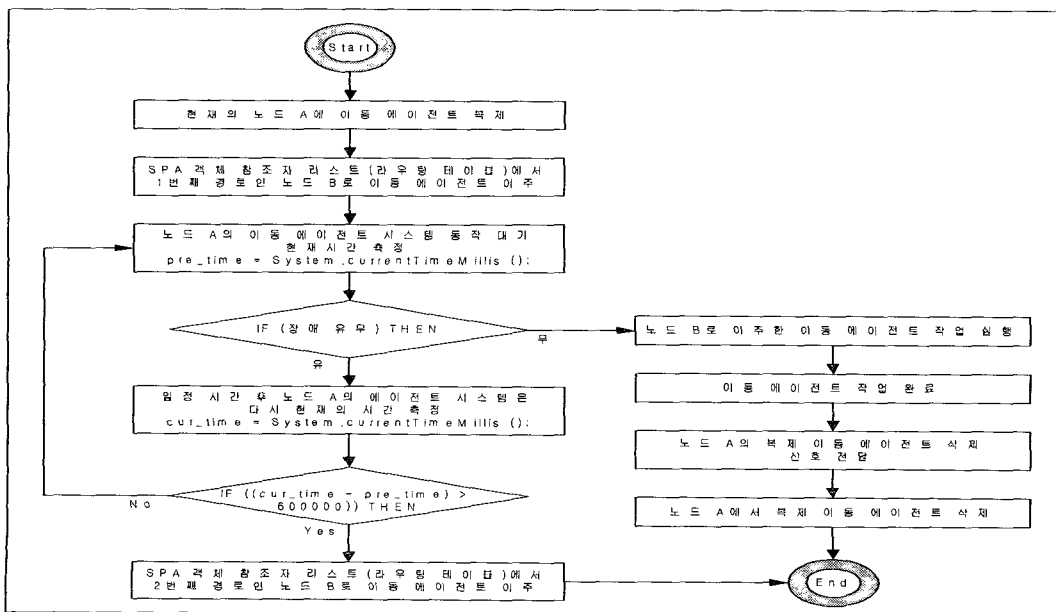 Start
현재의 노드 A에 이동 에이전트 복제
SPA 객체 참조자 리스트(라우팅 테이블)에서
1번째 경로인 노드 B로 이동 에이전트 이주
노드 A의 이동 에이전트 시스템 동작 대기
현재시간 측정
pre_time = System.currentTimeMillis();
IF (장애 유무) THEN
무
유
일정 시간 후 노드 A의 에이전트 시스템은
다시 현재의 시간 측정
cur_time = System.currentTimeMillis();
IF ((cur_time - pre_time) >
600000)) THEN
No
Yes
SPA 객체 참조자 리스트(라우팅 테이블)에서
2번째 경로인 노드 B로 이동 에이전트 이주
노드 B로 이주한 이동 에이전트 작업 실행
이동 에이전트 작업 완료
노드 A의 복제 이동 에이전트 삭제
신호 전달
노드 A에서 복제 이동 에이전트 삭제
End